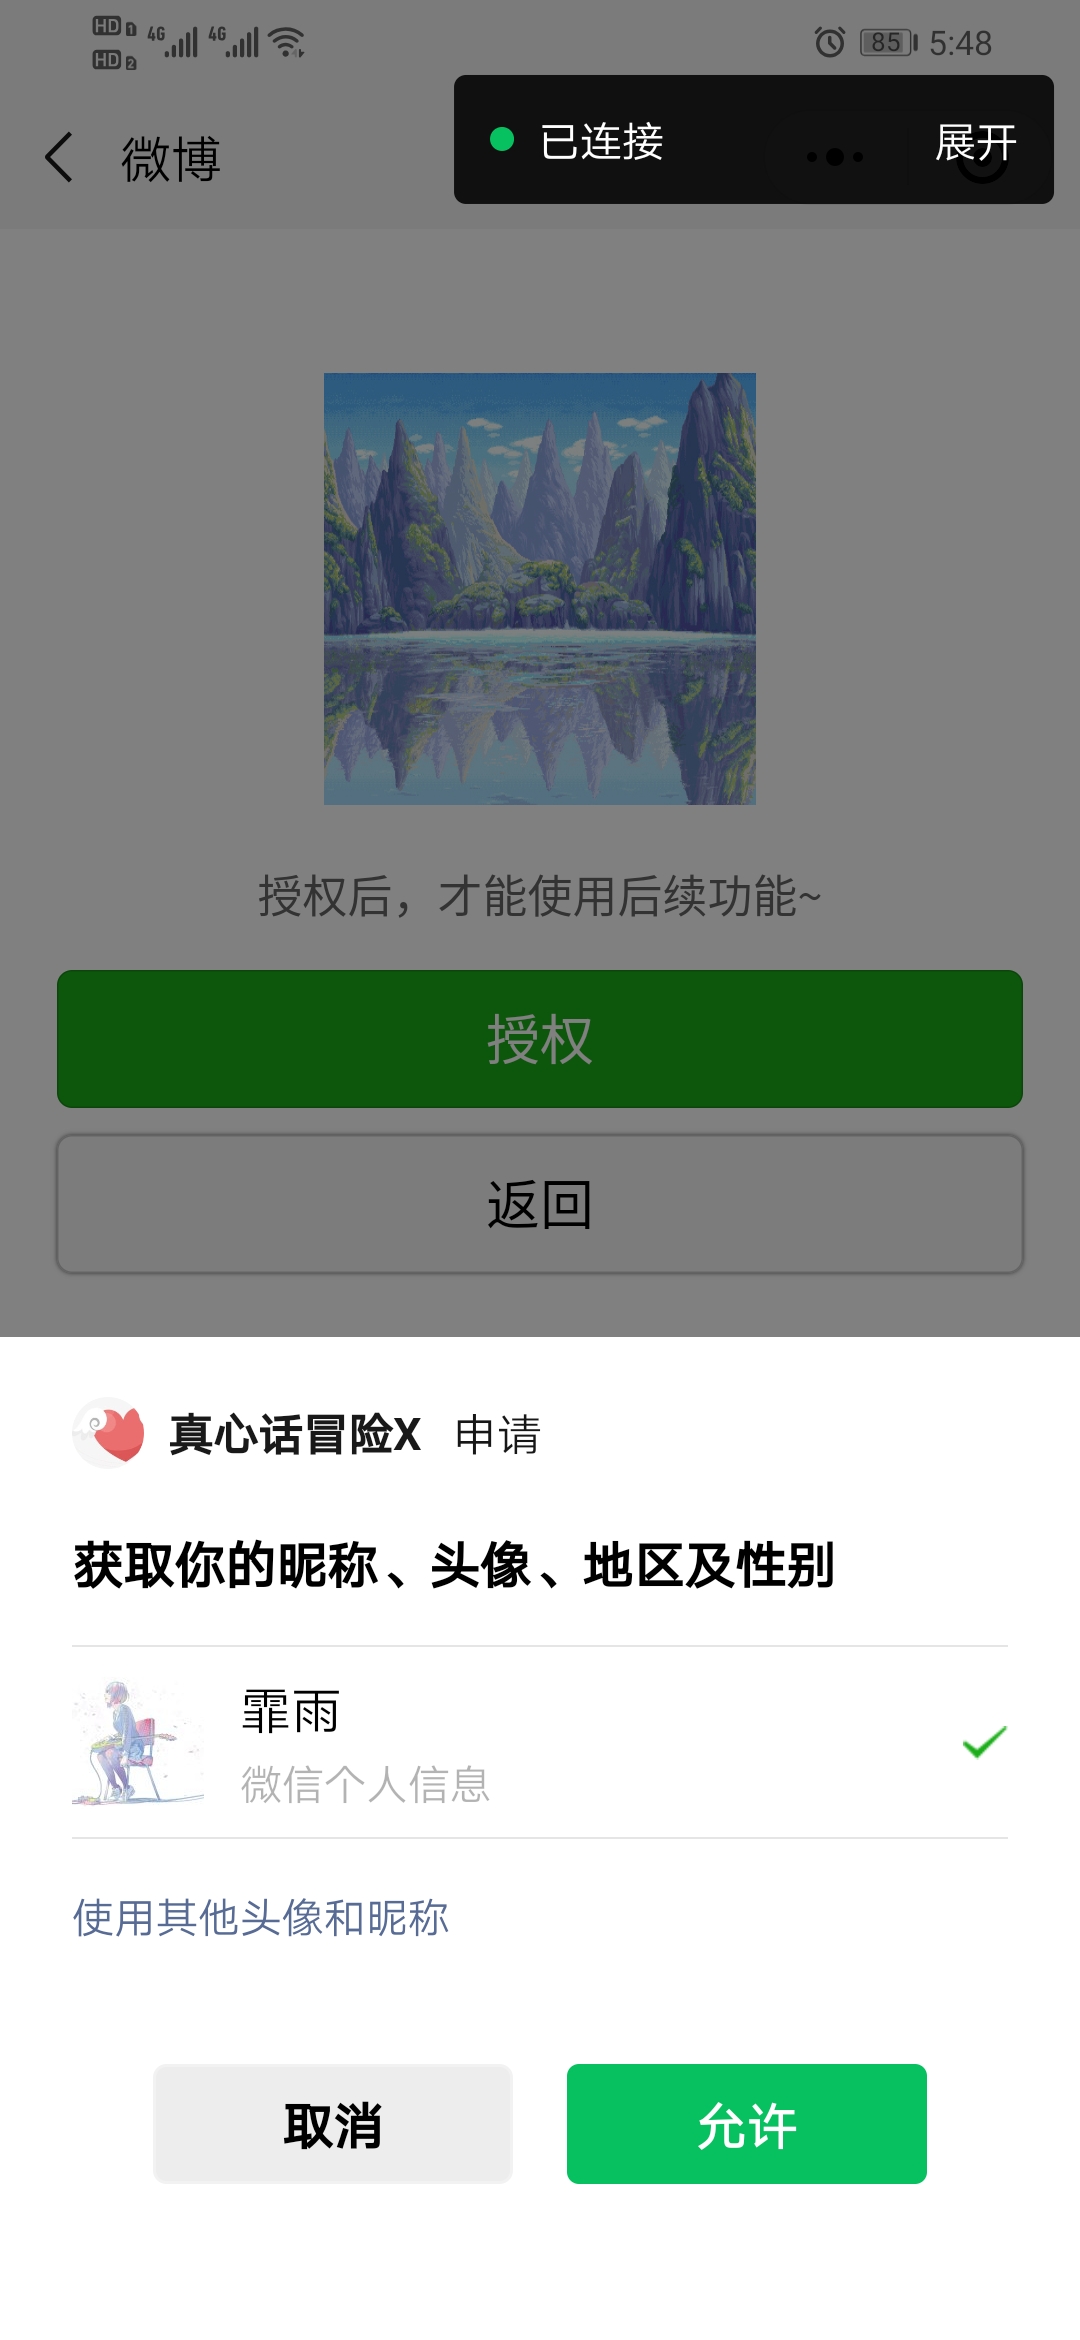 HD 1 4G 4G 85 5:48
HD 2
微博
已连接 展开
授权后，才能使用后续功能~
授权
返回
真心话冒险X 申请
获取你的昵称、头像、地区及性别
霏雨
微信个人信息
使用其他头像和昵称
取消 允许